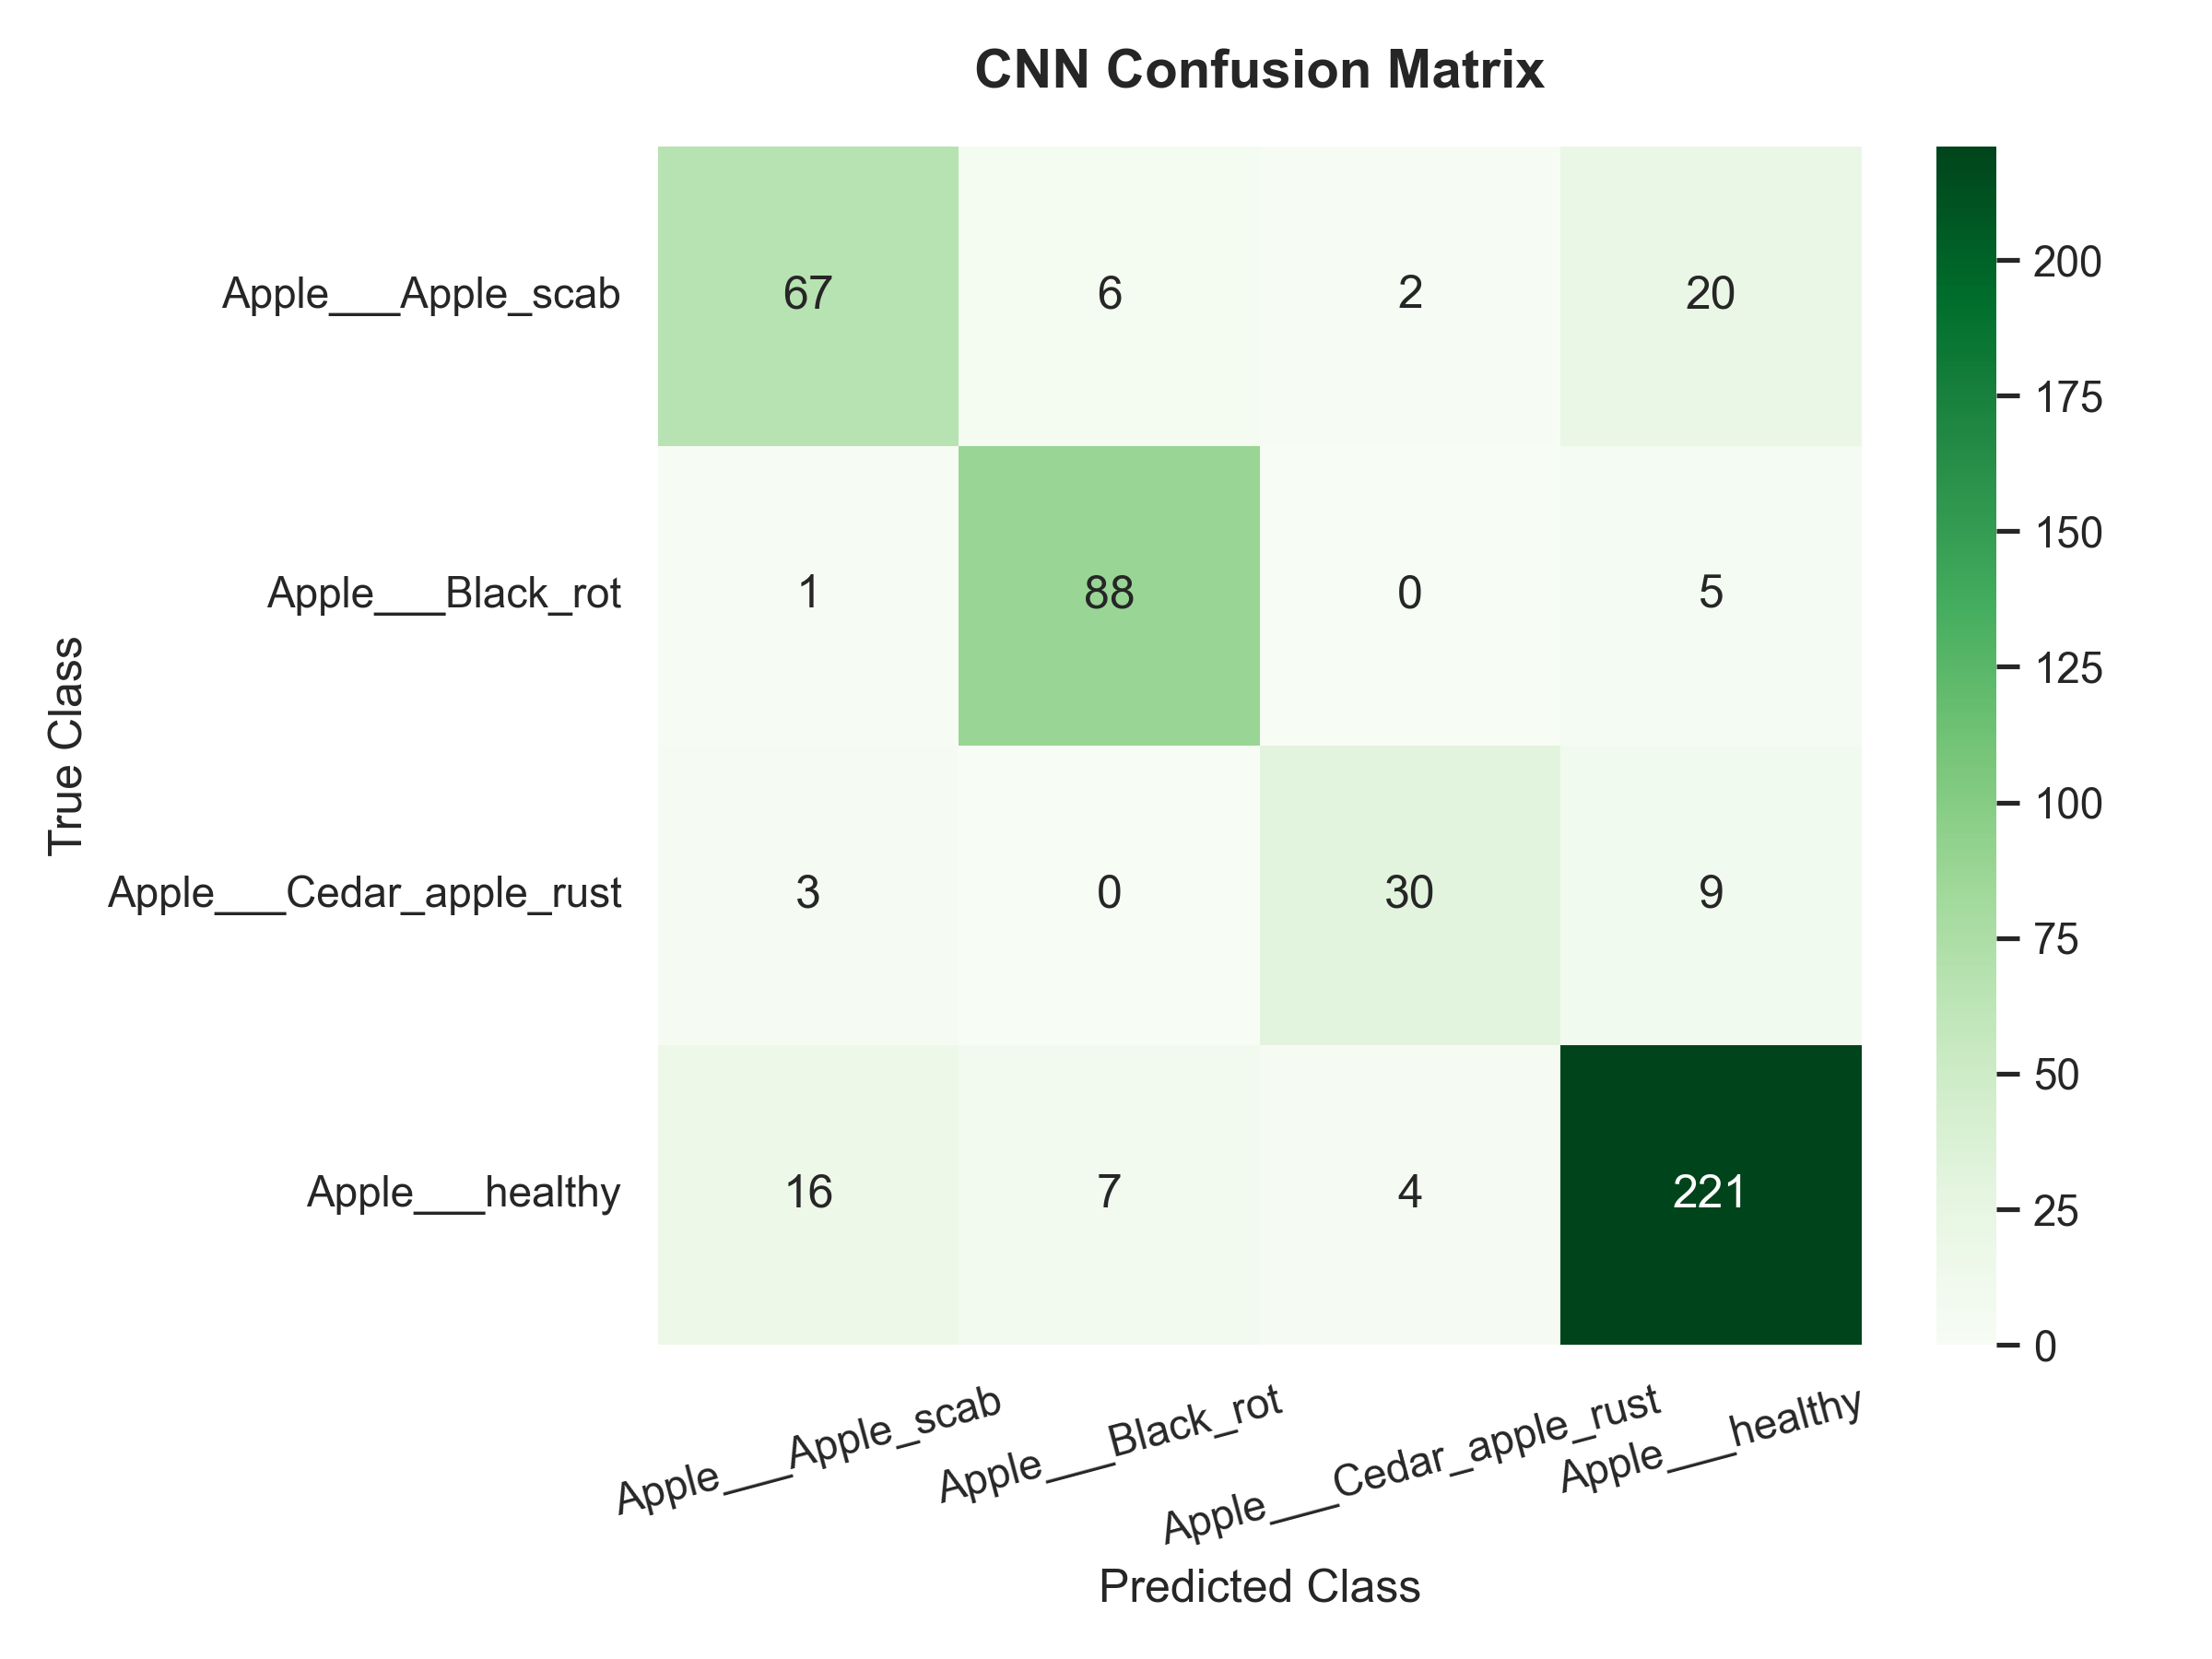 CNN Confusion Matrix
True Class
Apple___Apple_scab 67 6 2 20
Apple___Black_rot 1 88 0 5
Apple___Cedar_apple_rust 3 0 30 9
Apple___healthy 16 7 4 221
Apple___Apple_scab Apple___Black_rot Apple___Cedar_apple_rust Apple___healthy
Predicted Class
200
175
150
125
100
75
50
25
0